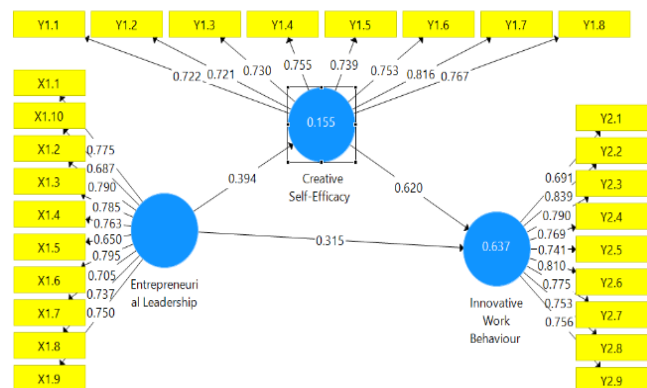 Y1.1 Y1.2 Y1.3 Y1.4 Y1.5 Y1.6 Y1.7 Y1.8
0.722 0.721 0.730 0.755 0.739 0.753 0.816 0.767
X1.1
X1.10
X1.2
X1.3
X1.4
X1.5
X1.6
X1.7
X1.8
X1.9
0.775
0.687
0.790
0.785
0.763
0.650
0.795
0.705
0.737
0.750
Entrepreneuri
al Leadership
0.394
0.155
Creative
Self-Efficacy
0.620
0.315
0.637
Innovative
Work
Behaviour
0.691
0.839
0.790
0.769
0.741
0.810
0.775
0.753
0.756
Y2.1
Y2.2
Y2.3
Y2.4
Y2.5
Y2.6
Y2.7
Y2.8
Y2.9